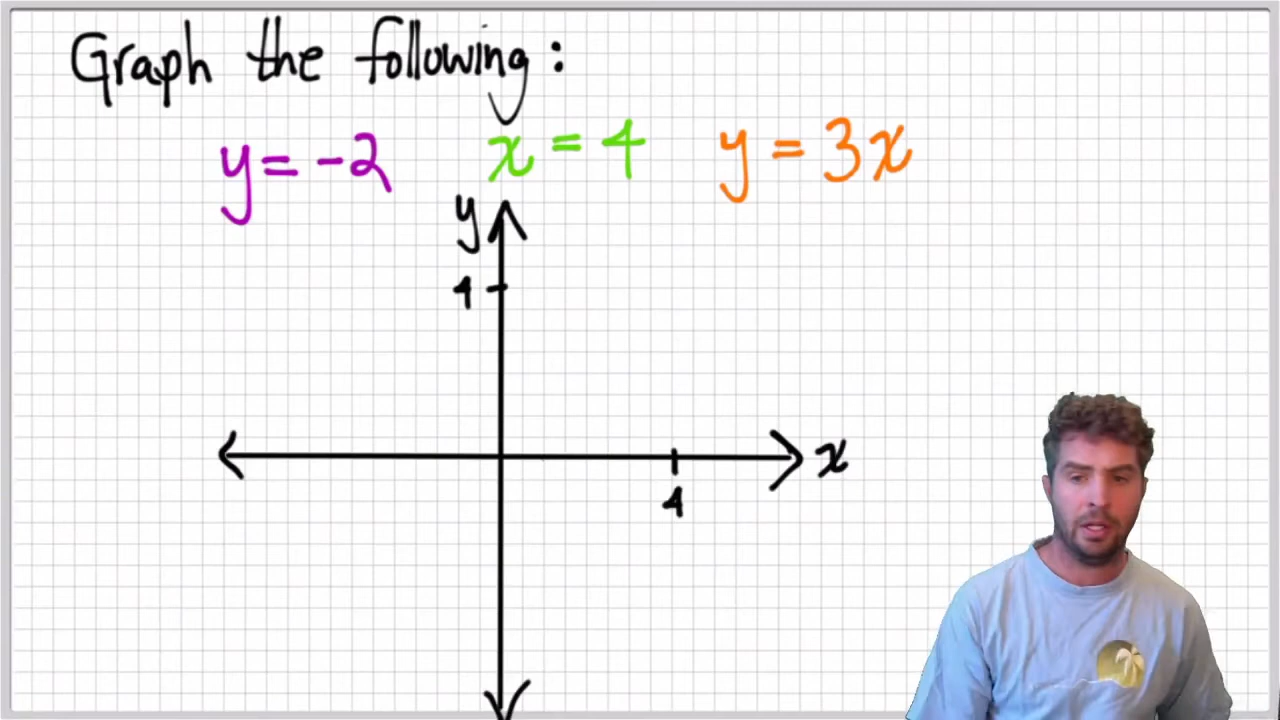 Graph the following:
y = -2 x = 4 y = 3x
y
4
x
4